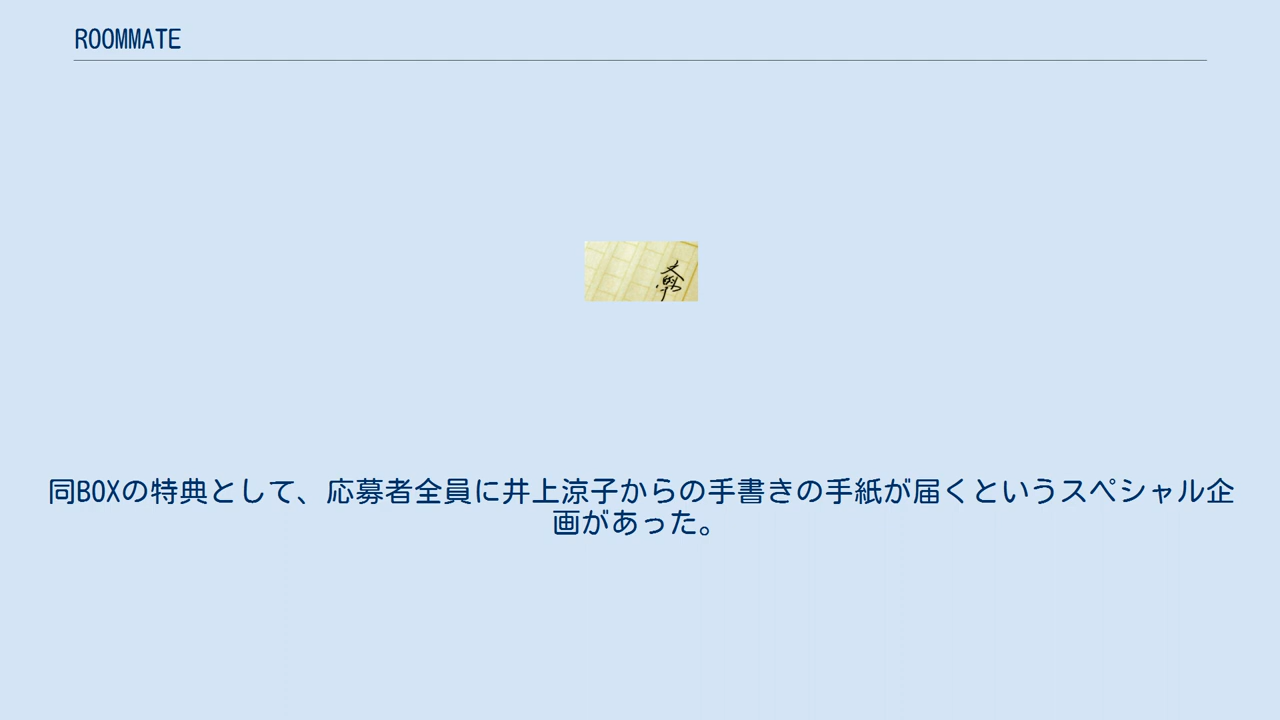 ROOMMATE
同BOXの特典として、応募者全員に井上涼子からの手書きの手紙が届くというスペシャル企
画があった。